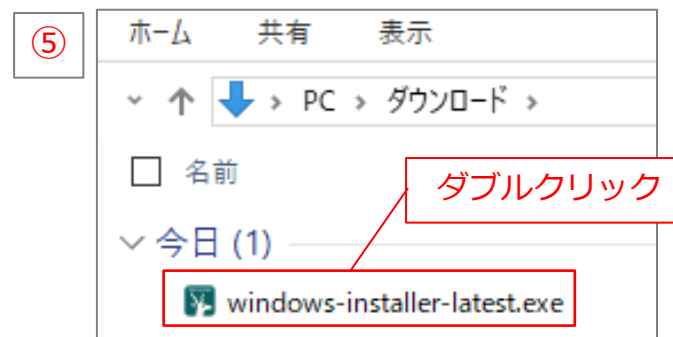 ⑤
ホーム 共有 表示
PC › ダウンロード ›
名前
ダブルクリック
今日 (1)
windows-installer-latest.exe